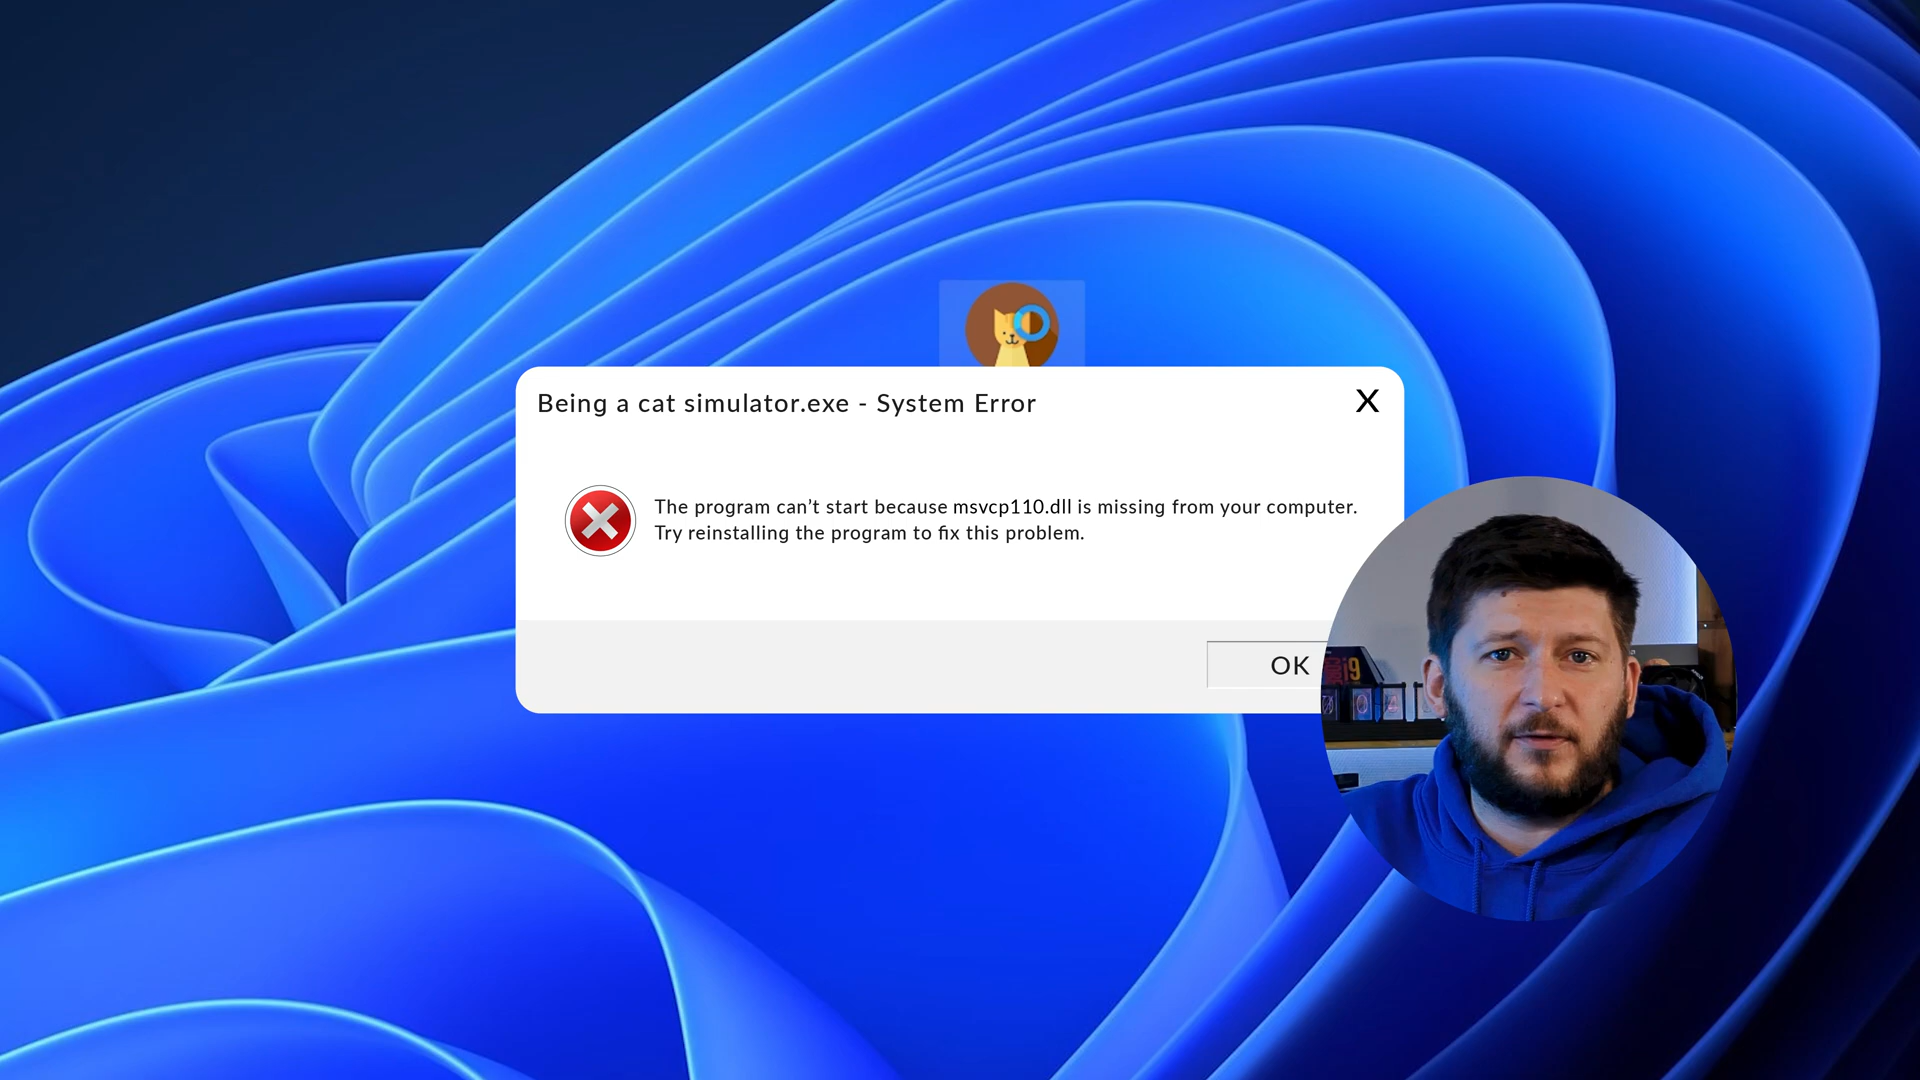 Being a cat simulator.exe - System Error
X
The program can’t start because msvcp110.dll is missing from your computer.
Try reinstalling the program to fix this problem.
OK
i9